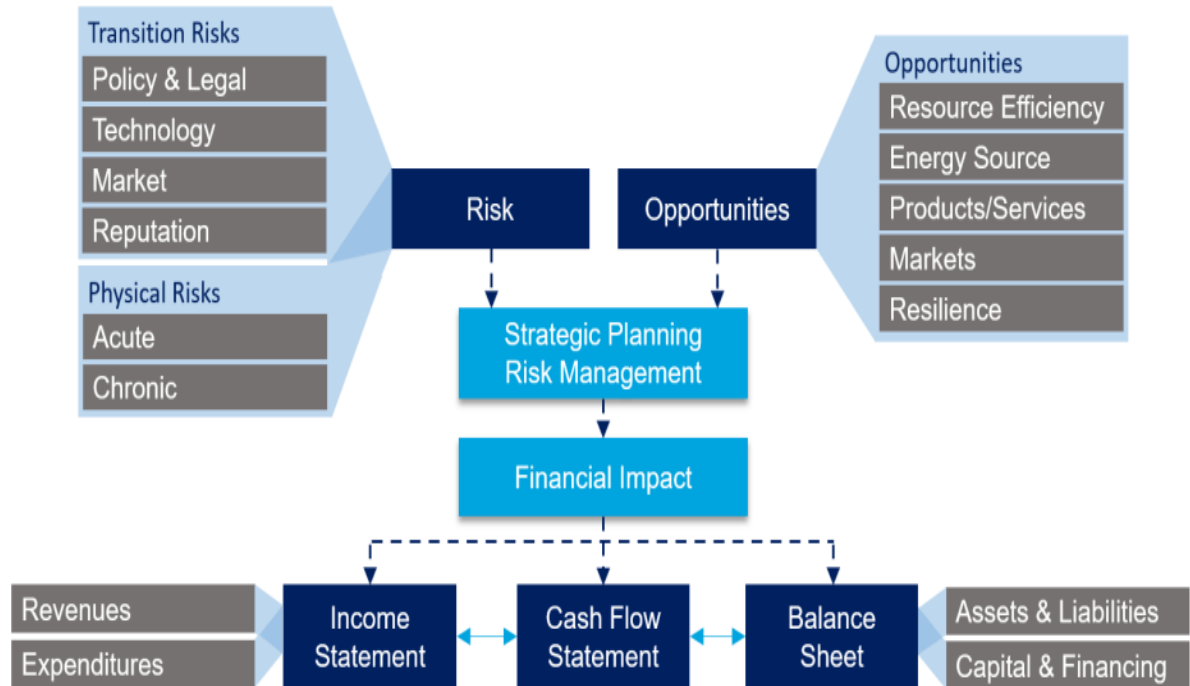 Transition Risks
Policy & Legal
Technology
Market
Reputation
Physical Risks
Acute
Chronic
Risk
Opportunities
Opportunities
Resource Efficiency
Energy Source
Products/Services
Markets
Resilience
Strategic Planning
Risk Management
Financial Impact
Revenues
Expenditures
Income
Statement
Cash Flow
Statement
Balance
Sheet
Assets & Liabilities
Capital & Financing